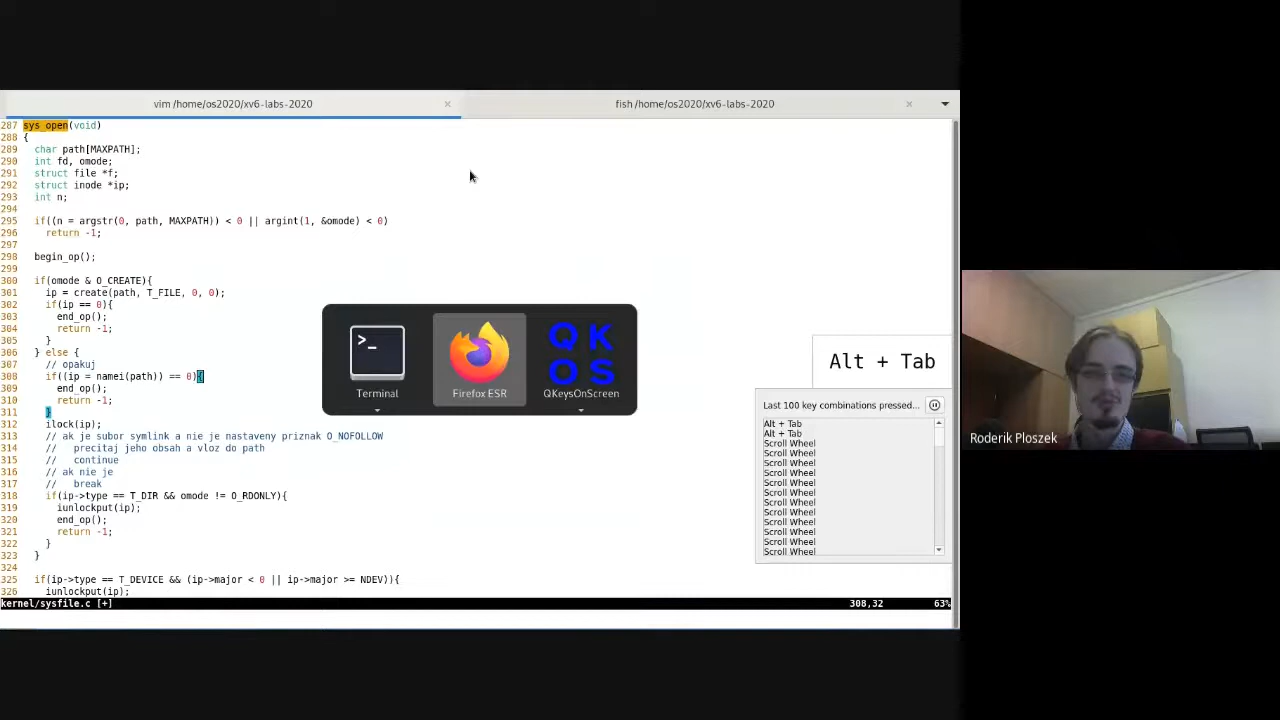 vim /home/os2020/xv6-labs-2020 ×
fish /home/os2020/xv6-labs-2020 ×
287 sys_open(void)
288 {
289   char path[MAXPATH];
290   int fd, omode;
291   struct file *f;
292   struct inode *ip;
293   int n;
294
295   if((n = argstr(0, path, MAXPATH)) < 0 || argint(1, &omode) < 0)
296     return -1;
297
298   begin_op();
299
300   if(omode & O_CREATE){
301     ip = create(path, T_FILE, 0, 0);
302     if(ip == 0){
303       end_op();
304       return -1;
305     }
306   } else {
307     // opakuj
308     if((ip = namei(path)) == 0){
309       end_op();
310       return -1;
311     }
312     ilock(ip);
313     // ak je subor symlink a nie je nastaveny priznak O_NOFOLLOW
314     //   precitaj jeho obsah a vloz do path
315     //   continue
316     // ak nie je
317     //   break
318     if(ip->type == T_DIR && omode != O_RDONLY){
319       iunlockput(ip);
320       end_op();
321       return -1;
322     }
323   }
324
325   if(ip->type == T_DEVICE && (ip->major < 0 || ip->major >= NDEV)){
326     iunlockput(ip);
kernel/sysfile.c [+] 308,32 63%
>_
Terminal
Firefox ESR
QK
OS
QKeysOnScreen
Alt + Tab
Last 100 key combinations pressed...
Alt + Tab
Alt + Tab
Scroll Wheel
Scroll Wheel
Scroll Wheel
Scroll Wheel
Scroll Wheel
Scroll Wheel
Scroll Wheel
Scroll Wheel
Scroll Wheel
Scroll Wheel
Scroll Wheel
Scroll Wheel
Roderik Ploszek